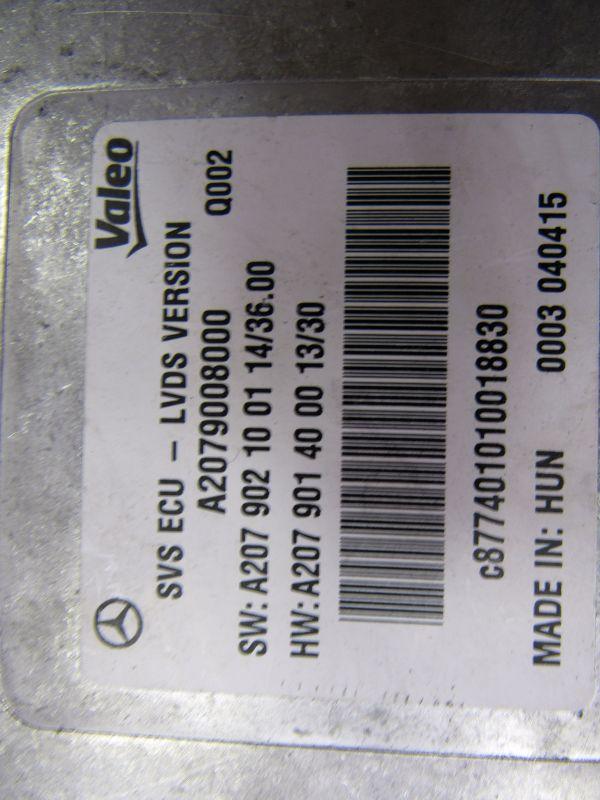 Valeo
SVS ECU – LVDS VERSION
A2079008000 Q002
SW: A207 902 10 01 14/36.00
HW: A207 901 40 00 13/30
c877401010018830
MADE IN: HUN 0003 040415